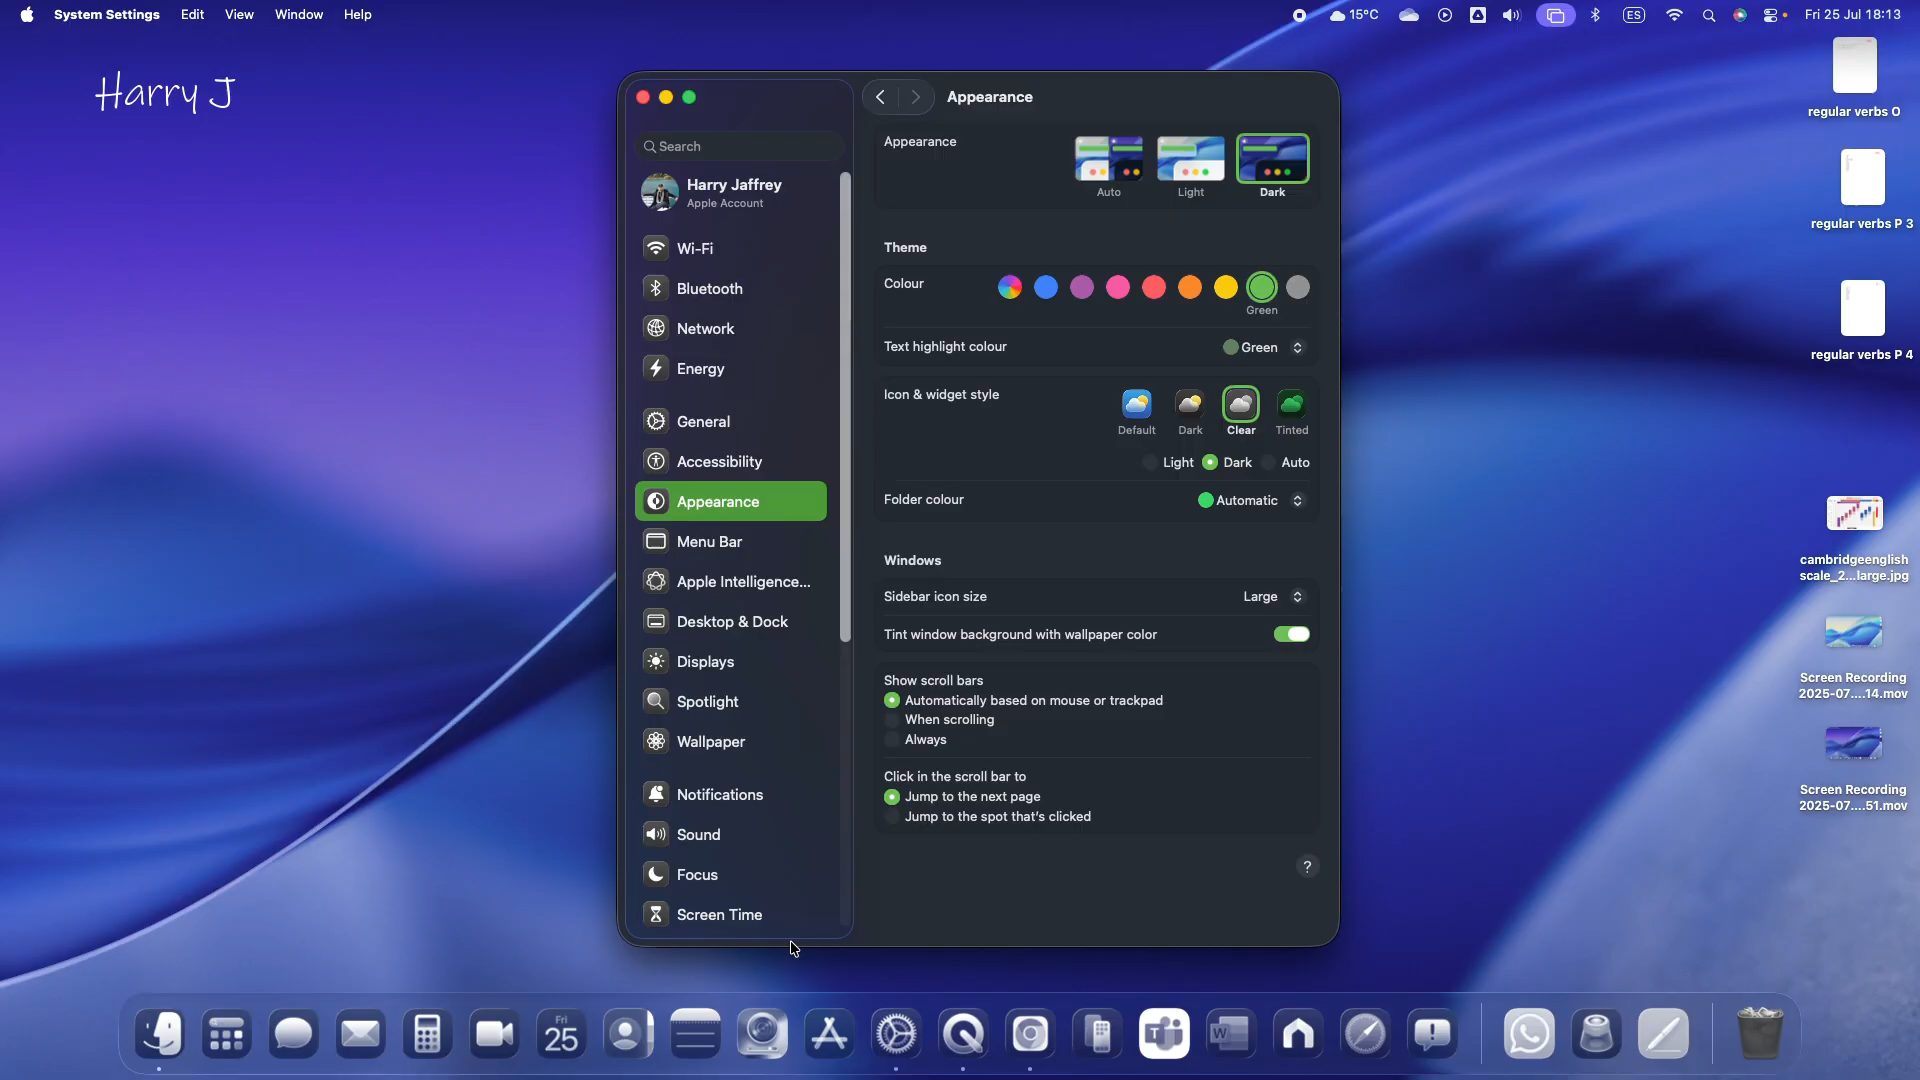 System Settings Edit View Window Help
15°C
ES
Fri 25 Jul 18:13
Harry J
Search
Harry Jaffrey
Apple Account
Wi-Fi
Bluetooth
Network
Energy
General
Accessibility
Appearance
Menu Bar
Apple Intelligence...
Desktop & Dock
Displays
Spotlight
Wallpaper
Notifications
Sound
Focus
Screen Time
Appearance
Appearance
Auto Light Dark
Theme
Colour
Green
Text highlight colour Green
Icon & widget style
Default Dark Clear Tinted
Light Dark Auto
Folder colour Automatic
Windows
Sidebar icon size Large
Tint window background with wallpaper color
Show scroll bars
Automatically based on mouse or trackpad
When scrolling
Always
Click in the scroll bar to
Jump to the next page
Jump to the spot that's clicked
?
regular verbs O
regular verbs P 3
regular verbs P 4
cambridgeenglish
scale_2...large.jpg
Screen Recording
2025-07....14.mov
Screen Recording
2025-07....51.mov
Fri
25
T
W